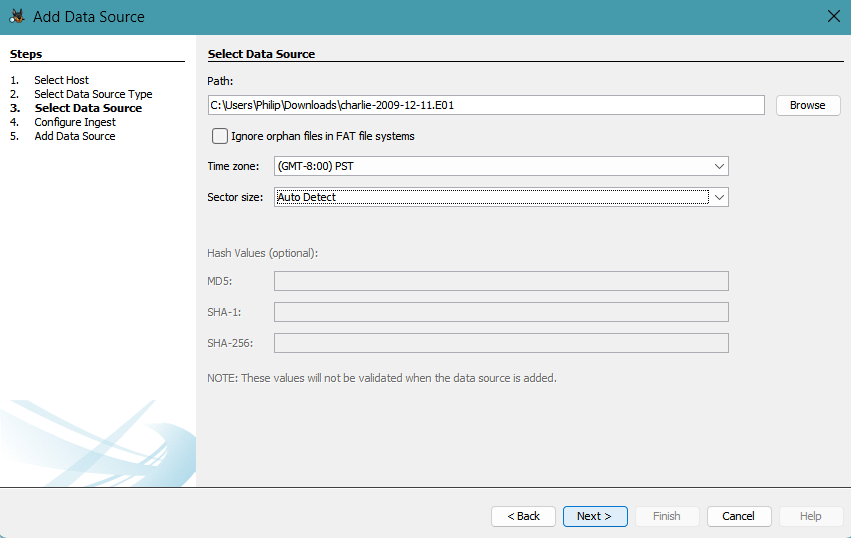 Add Data Source
Steps
1. Select Host
2. Select Data Source Type
3. Select Data Source
4. Configure Ingest
5. Add Data Source
Select Data Source
Path:
C:\Users\Philip\Downloads\charlie-2009-12-11.E01
Browse
Ignore orphan files in FAT file systems
Time zone: (GMT-8:00) PST
Sector size: Auto Detect
Hash Values (optional):
MD5:
SHA-1:
SHA-256:
NOTE: These values will not be validated when the data source is added.
< Back Next > Finish Cancel Help